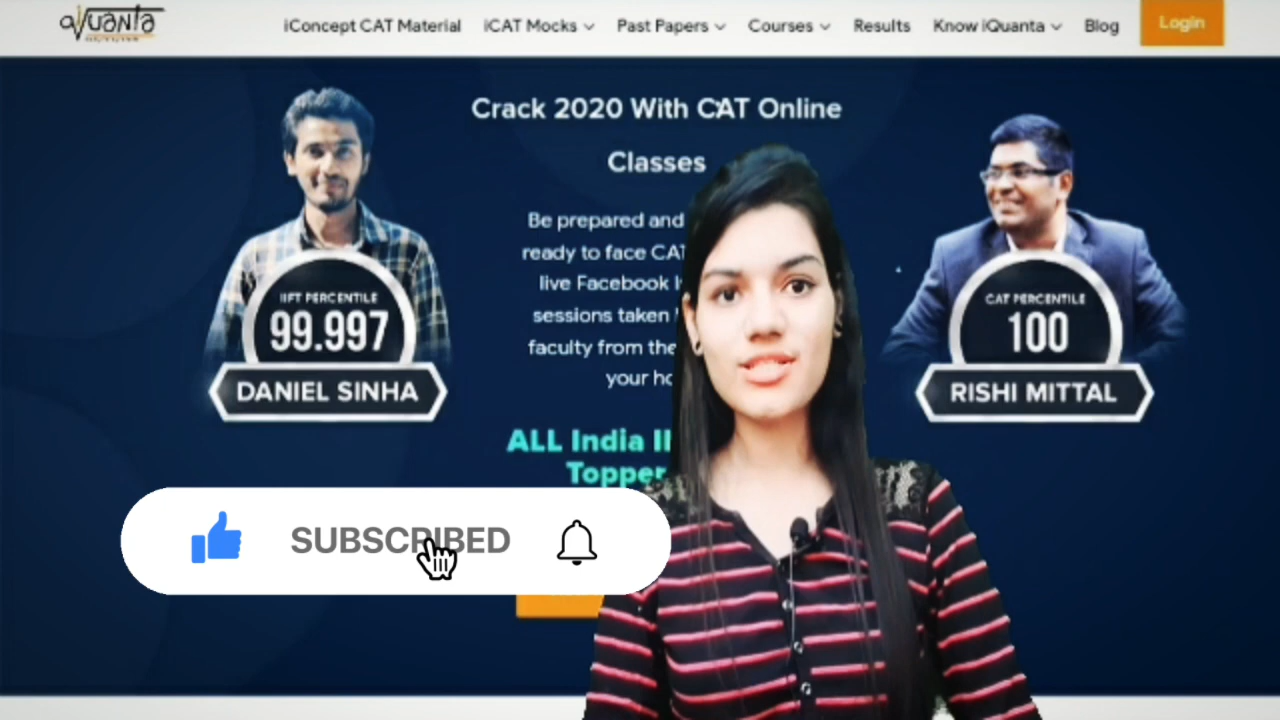 iQuanta
iConcept CAT Material iCAT Mocks Past Papers Courses Results Know iQuanta Blog Login
Crack 2020 With CAT Online
Classes
Be prepared and
ready to face CAT
live Facebook
sessions taken
faculty from the
your
IIFT PERCENTILE
99.997
DANIEL SINHA
CAT PERCENTILE
100
RISHI MITTAL
ALL India
Topper
SUBSCRIBED